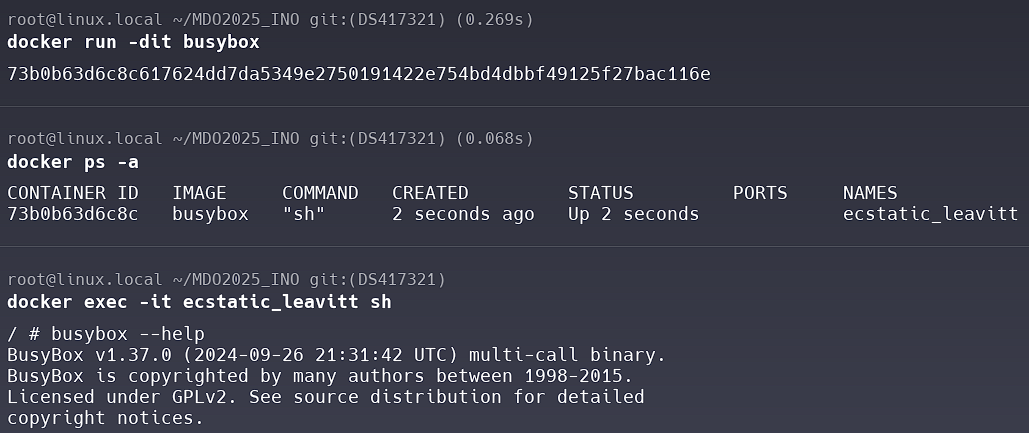 root@linux.local ~/MDO2025_INO git:(DS417321) (0.269s)
docker run -dit busybox
73b0b63d6c8c617624dd7da5349e2750191422e754bd4dbbf49125f27bac116e
root@linux.local ~/MDO2025_INO git:(DS417321) (0.068s)
docker ps -a
CONTAINER ID   IMAGE     COMMAND   CREATED         STATUS         PORTS     NAMES
73b0b63d6c8c   busybox   "sh"      2 seconds ago   Up 2 seconds             ecstatic_leavitt
root@linux.local ~/MDO2025_INO git:(DS417321)
docker exec -it ecstatic_leavitt sh
/ # busybox --help
BusyBox v1.37.0 (2024-09-26 21:31:42 UTC) multi-call binary.
BusyBox is copyrighted by many authors between 1998-2015.
Licensed under GPLv2. See source distribution for detailed
copyright notices.